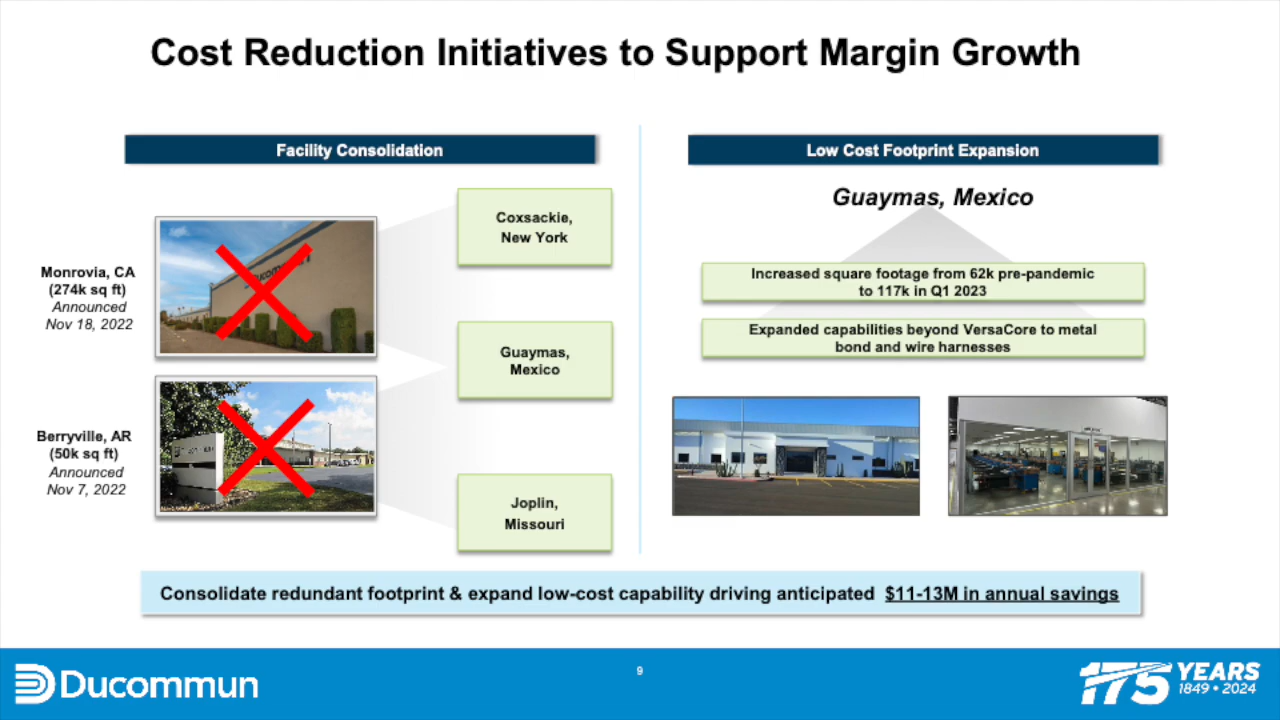 Cost Reduction Initiatives to Support Margin Growth
Facility Consolidation
Monrovia, CA
(274k sq ft)
Announced
Nov 18, 2022
Berryville, AR
(50k sq ft)
Announced
Nov 7, 2022
Coxsackie,
New York
Guaymas,
Mexico
Joplin,
Missouri
Low Cost Footprint Expansion
Guaymas, Mexico
Increased square footage from 62k pre-pandemic
to 117k in Q1 2023
Expanded capabilities beyond VersaCore to metal
bond and wire harnesses
Consolidate redundant footprint & expand low-cost capability driving anticipated $11-13M in annual savings
Ducommun
9
175 YEARS
1849 • 2024